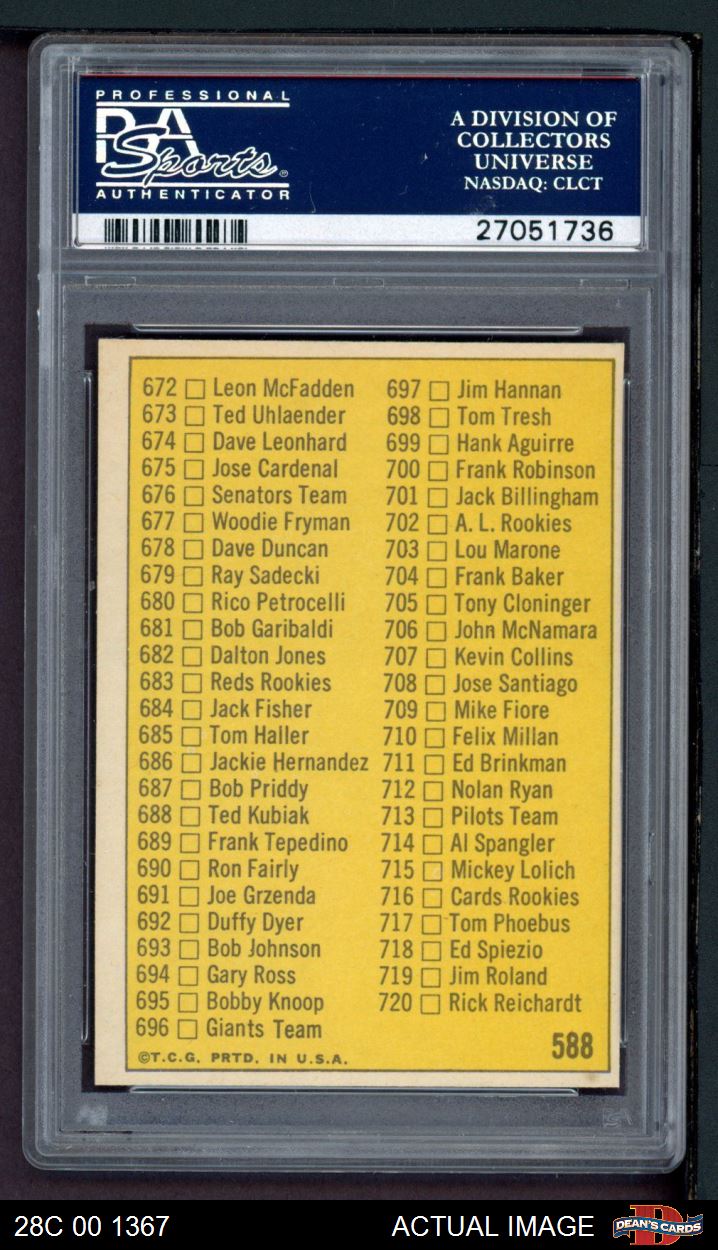 PROFESSIONAL
PSA
Sports®
AUTHENTICATOR
A DIVISION OF
COLLECTORS
UNIVERSE
NASDAQ: CLCT
27051736
672 Leon McFadden
673 Ted Uhlaender
674 Dave Leonhard
675 Jose Cardenal
676 Senators Team
677 Woodie Fryman
678 Dave Duncan
679 Ray Sadecki
680 Rico Petrocelli
681 Bob Garibaldi
682 Dalton Jones
683 Reds Rookies
684 Jack Fisher
685 Tom Haller
686 Jackie Hernandez
687 Bob Priddy
688 Ted Kubiak
689 Frank Tepedino
690 Ron Fairly
691 Joe Grzenda
692 Duffy Dyer
693 Bob Johnson
694 Gary Ross
695 Bobby Knoop
696 Giants Team
©T.C.G. PRTD. IN U.S.A.
697 Jim Hannan
698 Tom Tresh
699 Hank Aguirre
700 Frank Robinson
701 Jack Billingham
702 A. L. Rookies
703 Lou Marone
704 Frank Baker
705 Tony Cloninger
706 John McNamara
707 Kevin Collins
708 Jose Santiago
709 Mike Fiore
710 Felix Millan
711 Ed Brinkman
712 Nolan Ryan
713 Pilots Team
714 Al Spangler
715 Mickey Lolich
716 Cards Rookies
717 Tom Phoebus
718 Ed Spiezio
719 Jim Roland
720 Rick Reichardt
588
28C 00 1367
ACTUAL IMAGE
DEAN'S CARDS